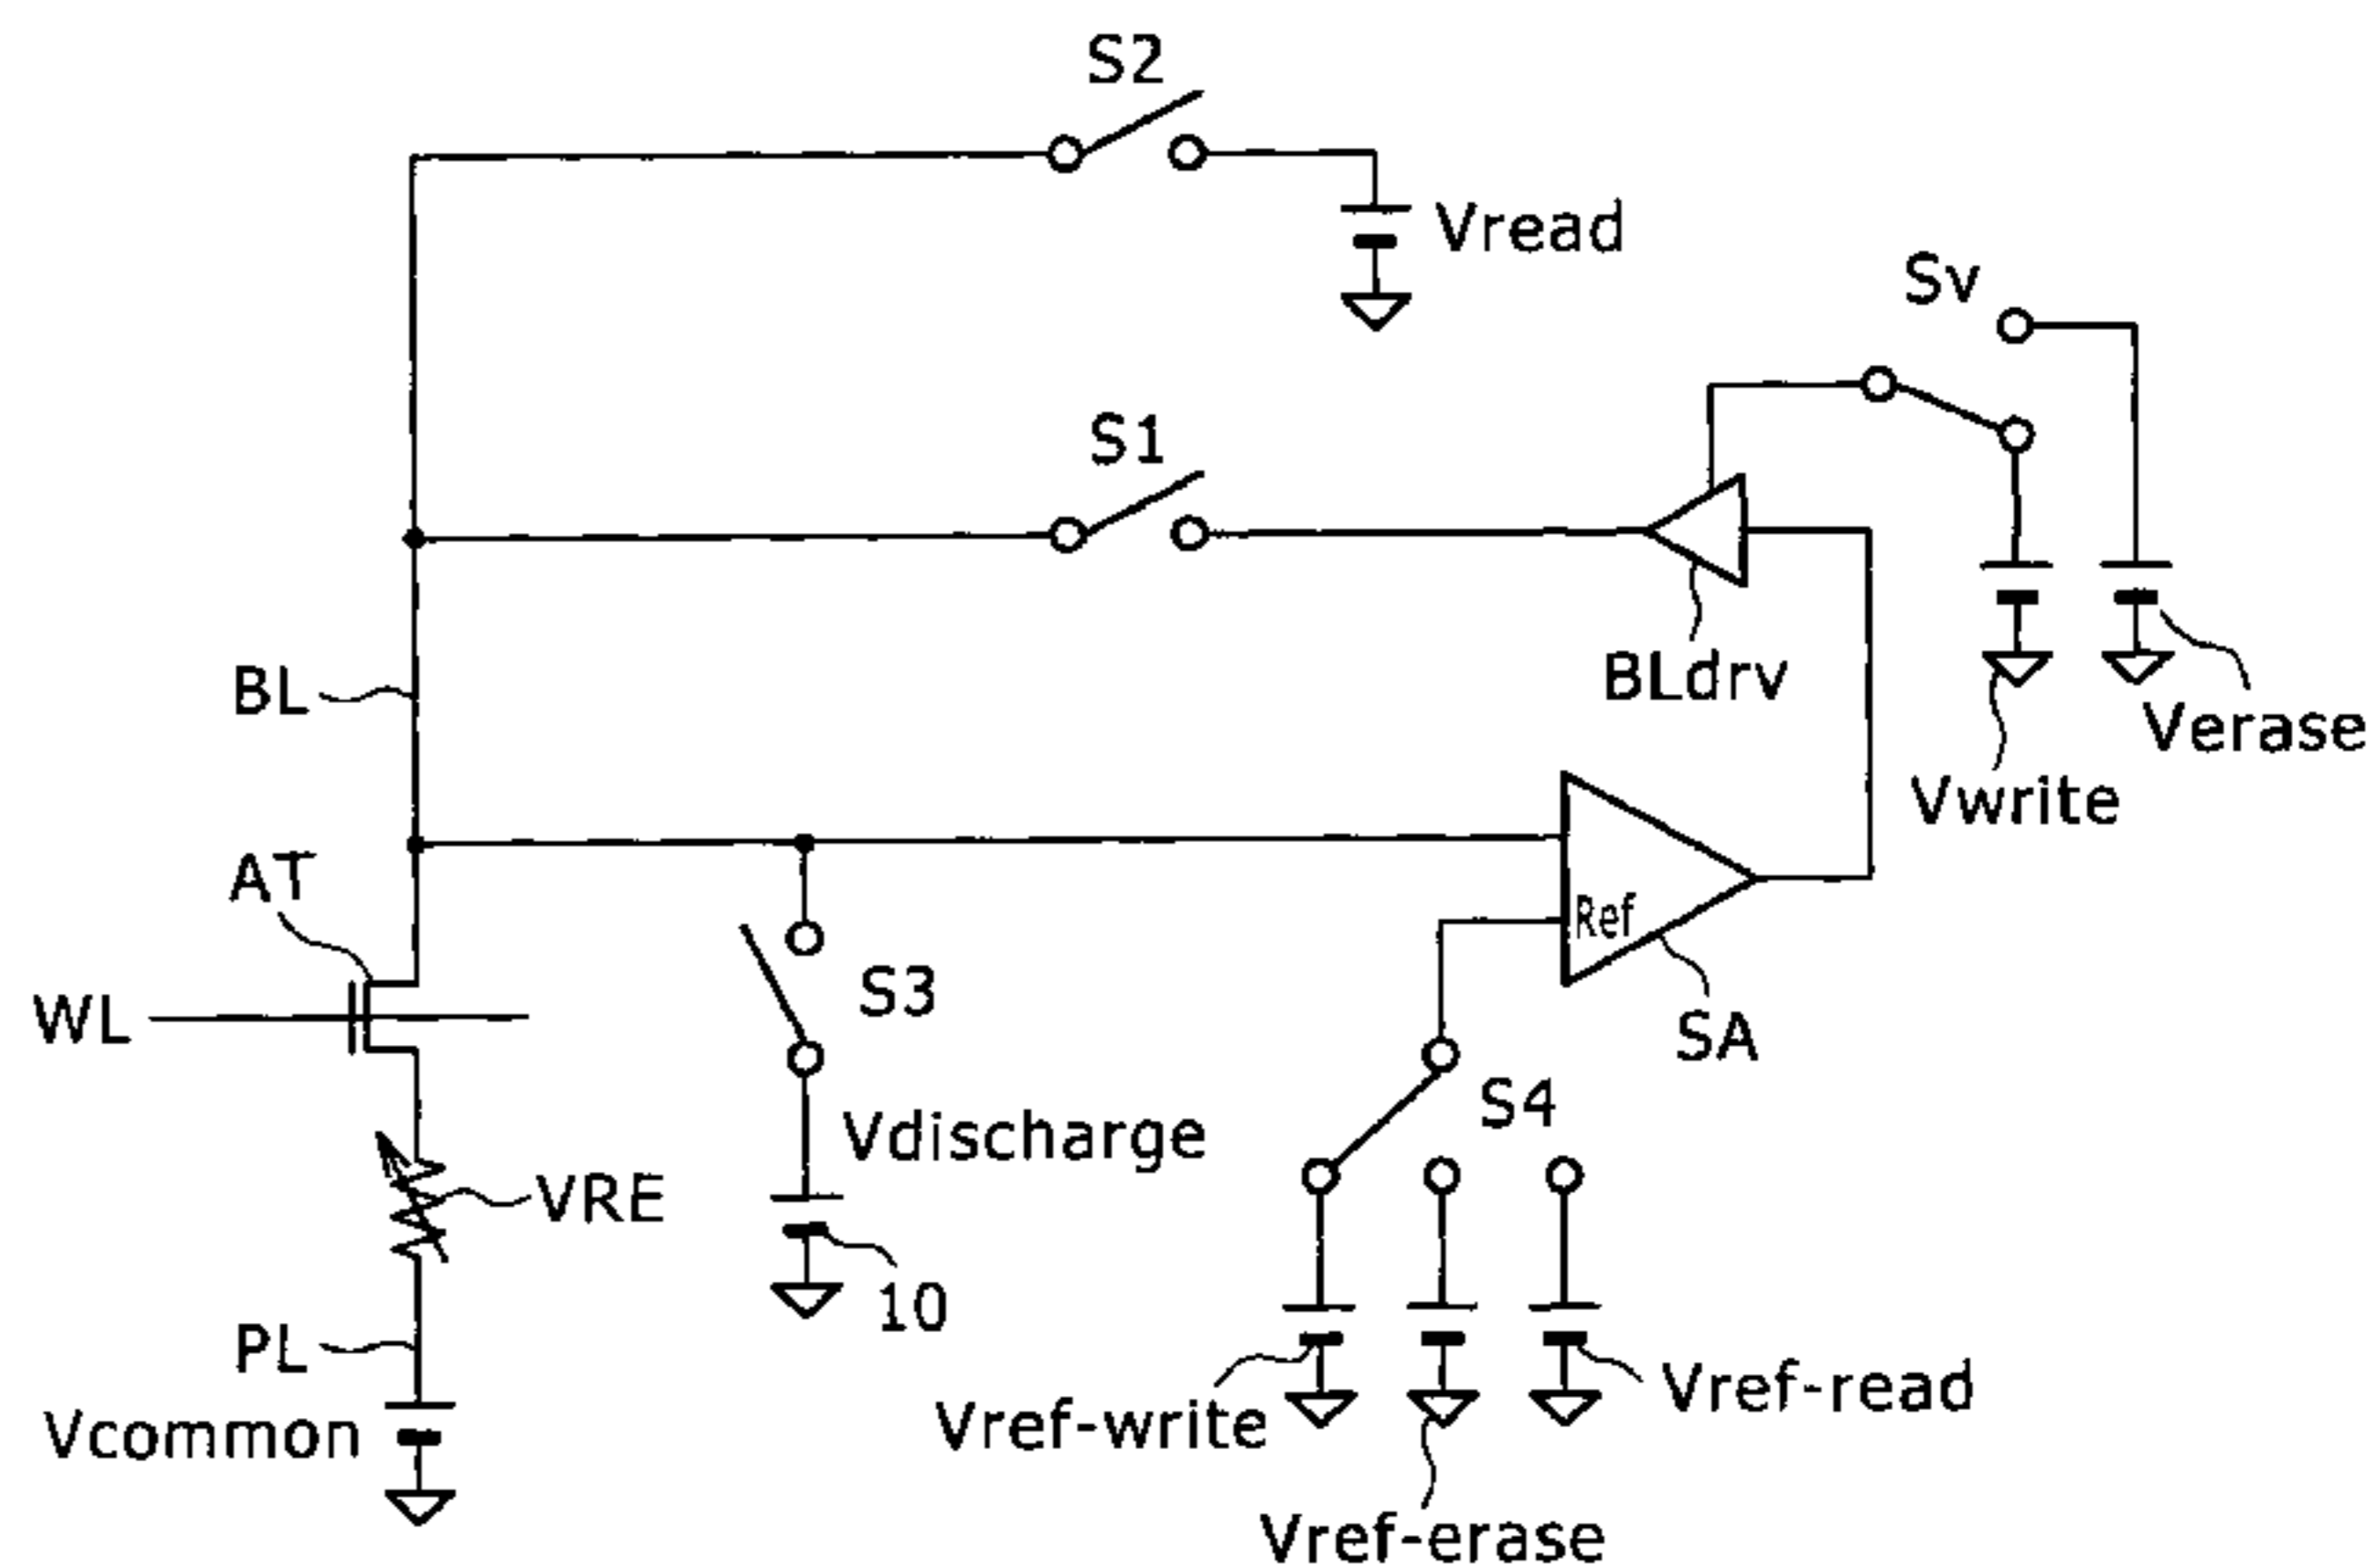 S2
Vread
Sv
S1
BL
BLdrv
Verase
Vwrite
AT
Ref
S3
WL
SA
S4
Vdischarge
VRE
10
PL
Vref-read
Vcommon
Vref-write
Vref-erase